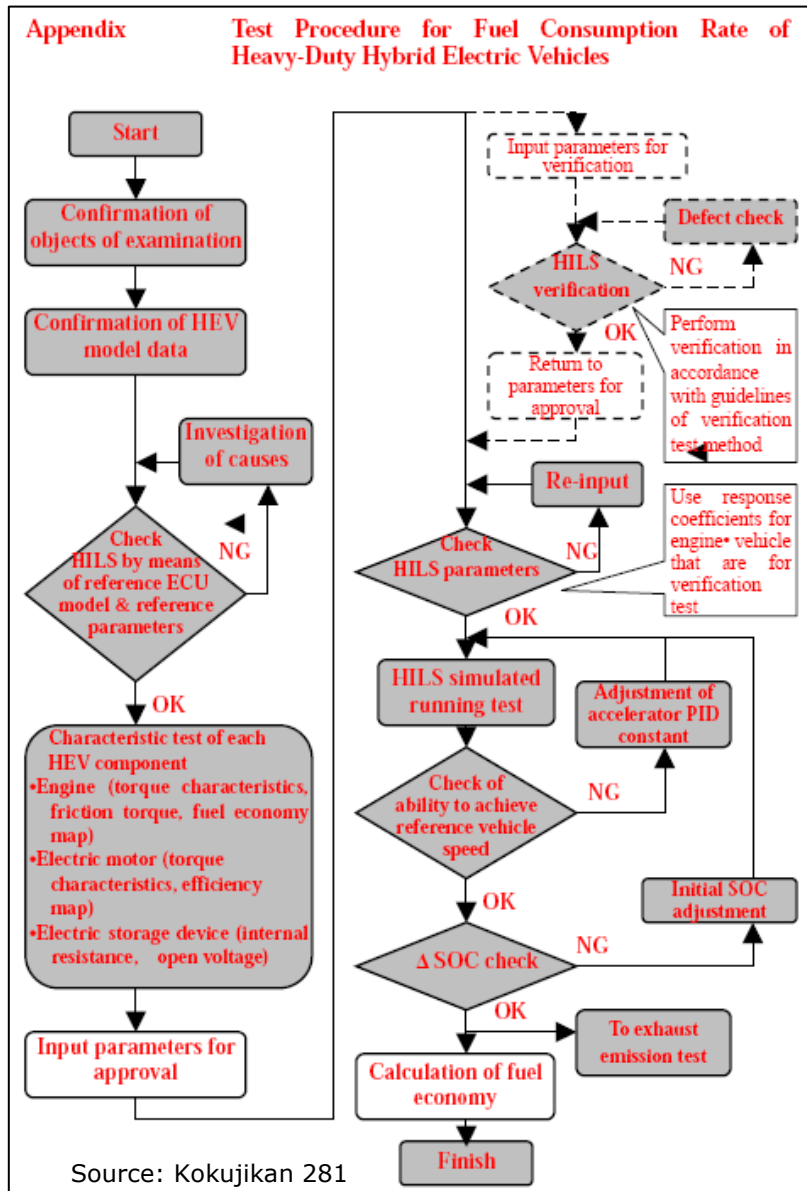 Appendix Test Procedure for Fuel Consumption Rate of
Heavy-Duty Hybrid Electric Vehicles
Start
Confirmation of
objects of examination
Confirmation of HEV
model data
Investigation
of causes
Check
HILS by means
of reference ECU
model & reference
parameters
NG
OK
Characteristic test of each
HEV component
•Engine (torque characteristics,
friction torque, fuel economy
map)
•Electric motor (torque
characteristics, efficiency
map)
•Electric storage device (internal
resistance, open voltage)
Input parameters for
approval
Input parameters for
verification
Defect check
HILS
verification
NG
OK
Perform
verification in
accordance
with guidelines
of verification
test method
Return to
parameters for
approval
Re-input
Check
HILS parameters
NG
Use response
coefficients for
engine• vehicle
that are for
verification
test
OK
HILS simulated
running test
Adjustment of
accelerator PID
constant
Check of
ability to achieve
reference vehicle
speed
NG
OK
Initial SOC
adjustment
Δ SOC check
NG
OK
To exhaust
emission test
Calculation of fuel
economy
Finish
Source: Kokujikan 281